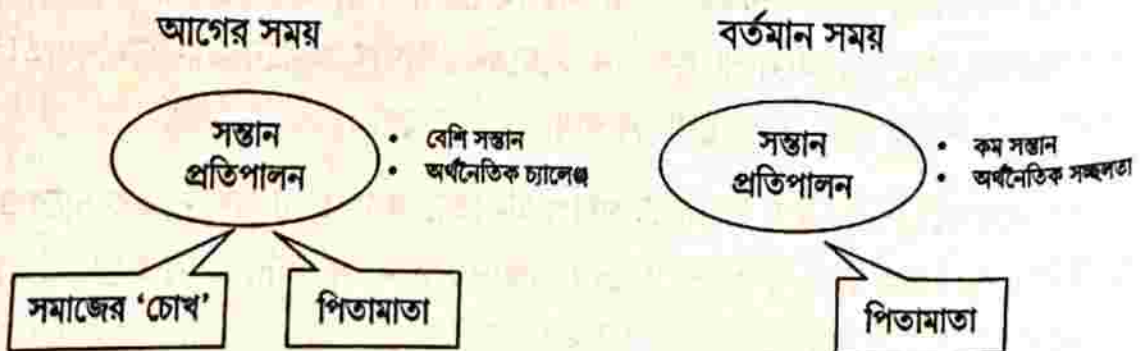 আগের সময়
সন্তান
প্রতিপালন
• বেশি সন্তান
• অর্থনৈতিক চ্যালেঞ্জ
সমাজের ‘চোখ’
পিতামাতা
বর্তমান সময়
সন্তান
প্রতিপালন
• কম সন্তান
• অর্থনৈতিক সচ্ছলতা
পিতামাতা